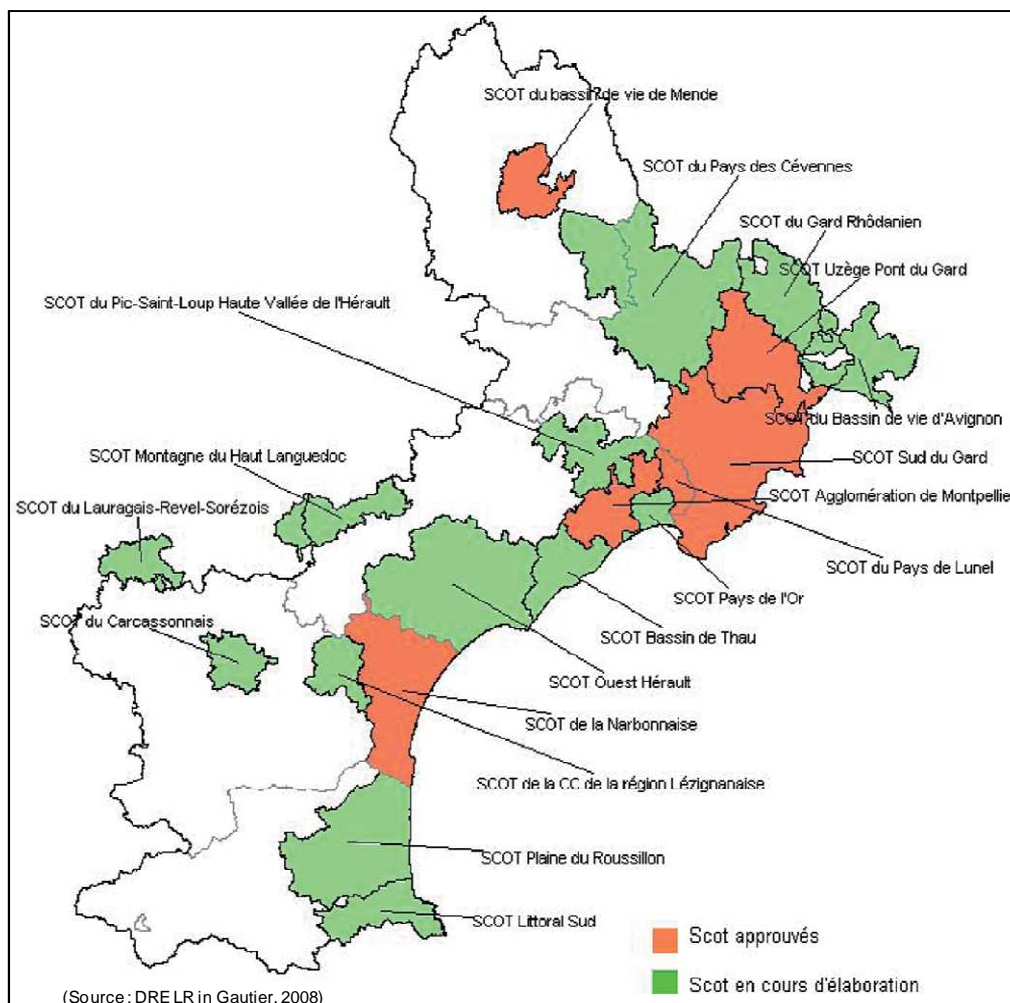 SCOT du bassin de vie de Mende
SCOT du Pays des Cévennes
SCOT du Gard Rhôdanien
SCOT Uzège Pont du Gard
SCOT du Pic-Saint-Loup Haute Vallée de l'Hérault
SCOT du Bassin de vie d'Avignon
SCOT Montagne du Haut Languedoc
SCOT Sud du Gard
SCOT Agglomération de Montpellie
SCOT du Lauragais-Revel-Sorézois
SCOT du Pays de Lunel
SCOT Pays de l'Or
SCOT du Carcassonnais
SCOT Bassin de Thau
SCOT Ouest Hérault
SCOT de la Narbonnaise
SCOT de la CC de la région Lézignanaise
SCOT Plaine du Roussillon
SCOT Littoral Sud
Scot approuvés
Scot en cours d'élaboration
(Source : DRE LR in Gautier, 2008)